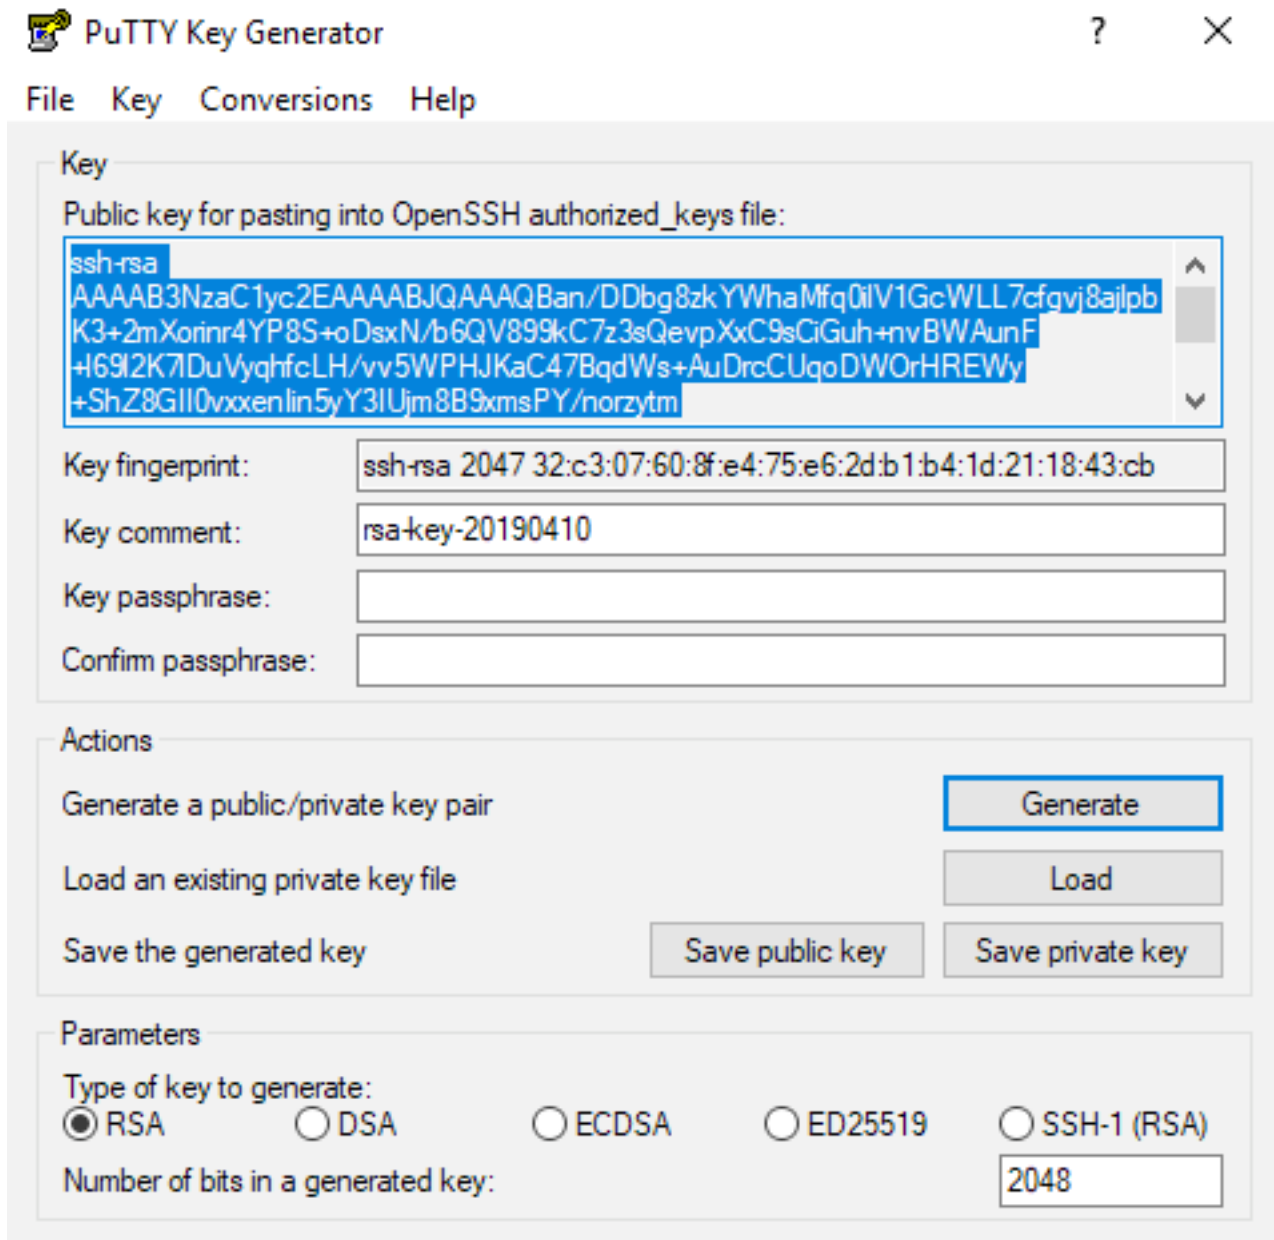 PuTTY Key Generator
? ×
File Key Conversions Help
Key
Public key for pasting into OpenSSH authorized_keys file:
ssh-rsa
AAAAB3NzaC1yc2EAAAABJQAAAQBan/DDbg8zkYWhaMfq0iIV1GcWLL7cfgvj8ajlpb
K3+2mXorinr4YP8S+oDsxN/b6QV899kC7z3sQevpXxC9sCiGuh+nvBWAunF
+I69I2K7lDuVyqhfcLH/vv5WPHJKaC47BqdWs+AuDrcCUqoDWOrHREWy
+ShZ8GII0vxxenlin5yY3IUjm8B9xmsPY/norzytm
Key fingerprint: ssh-rsa 2047 32:c3:07:60:8f:e4:75:e6:2d:b1:b4:1d:21:18:43:cb
Key comment: rsa-key-20190410
Key passphrase:
Confirm passphrase:
Actions
Generate a public/private key pair Generate
Load an existing private key file Load
Save the generated key Save public key Save private key
Parameters
Type of key to generate:
RSA DSA ECDSA ED25519 SSH-1 (RSA)
Number of bits in a generated key: 2048